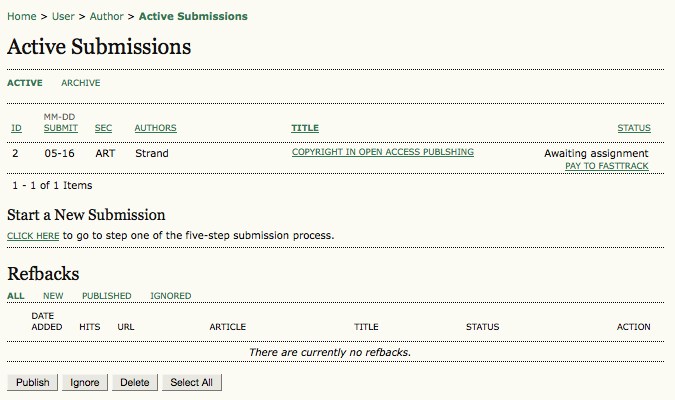 Home > User > Author > Active Submissions
Active Submissions
ACTIVE ARCHIVE
MM-DD
ID SUBMIT SEC AUTHORS TITLE STATUS
2 05-16 ART Strand COPYRIGHT IN OPEN ACCESS PUBLSHING Awaiting assignment
PAY TO FASTTRACK
1 - 1 of 1 Items
Start a New Submission
CLICK HERE to go to step one of the five-step submission process.
Refbacks
ALL NEW PUBLISHED IGNORED
DATE
ADDED HITS URL ARTICLE TITLE STATUS ACTION
There are currently no refbacks.
Publish Ignore Delete Select All